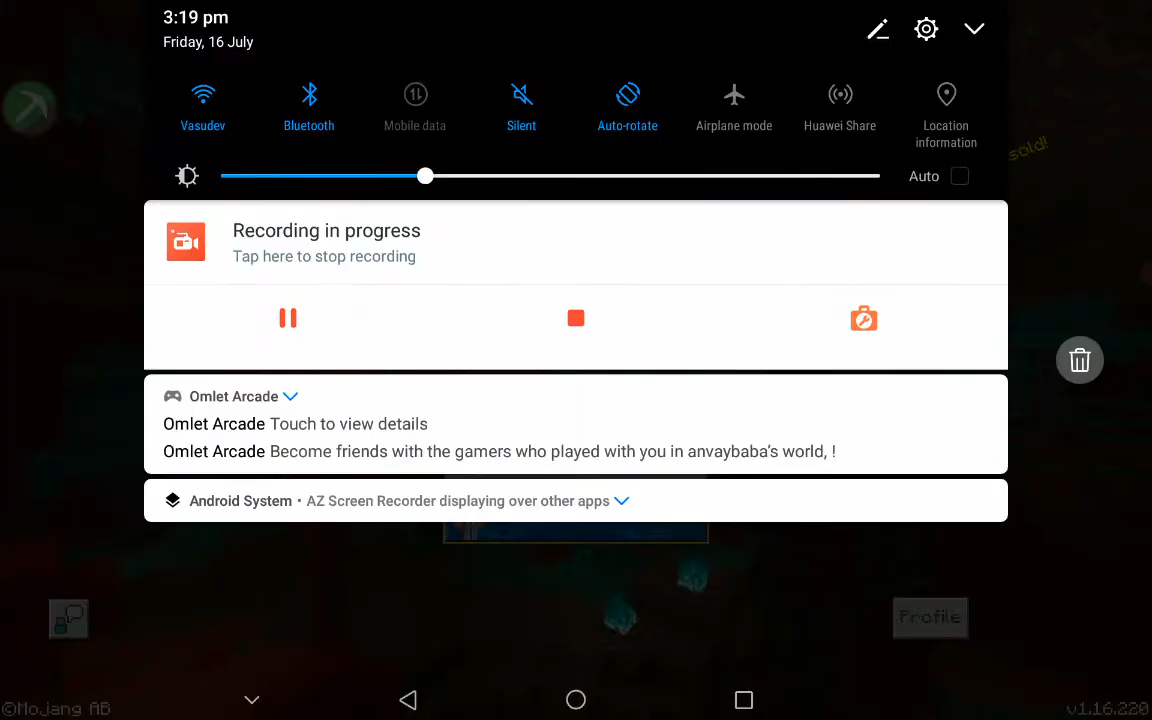 3:19 pm
Friday, 16 July
Vasudev
Bluetooth
Mobile data
Silent
Auto-rotate
Airplane mode
Huawei Share
Location
information
sold!
Auto
Recording in progress
Tap here to stop recording
Omlet Arcade
Omlet Arcade Touch to view details
Omlet Arcade Become friends with the gamers who played with you in anvaybaba's world, !
Android System • AZ Screen Recorder displaying over other apps
Profile
©Mojang AB
v1.16.220